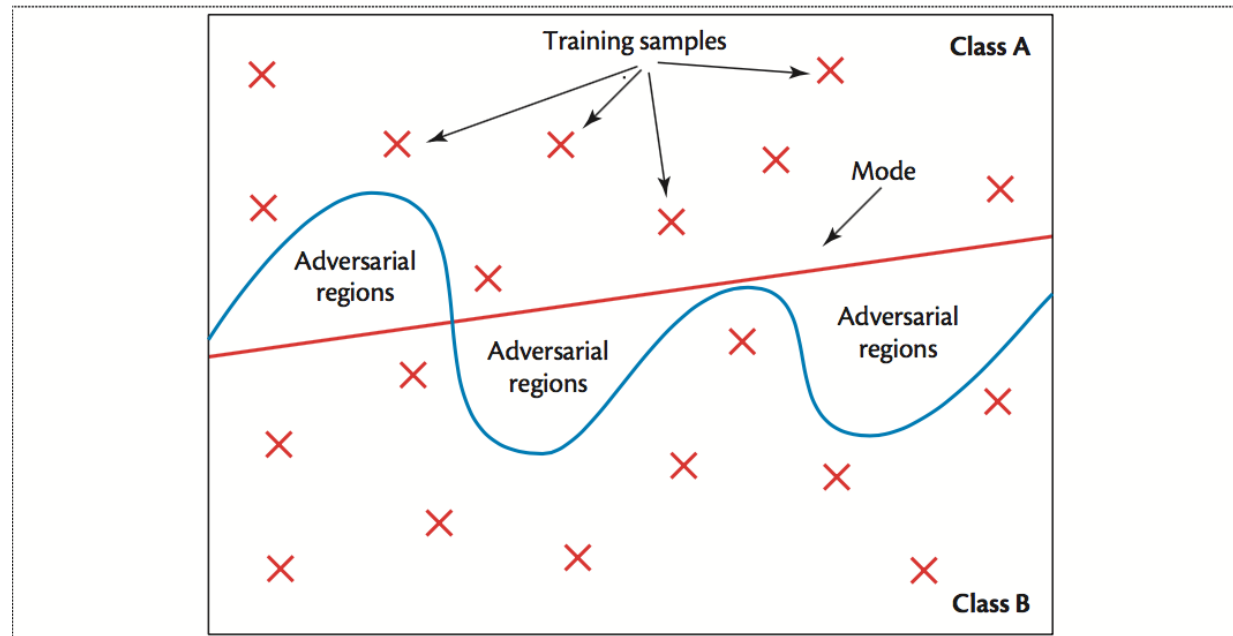 Training samples
Class A
Mode
Adversarial
regions
Adversarial
regions
Adversarial
regions
Class B